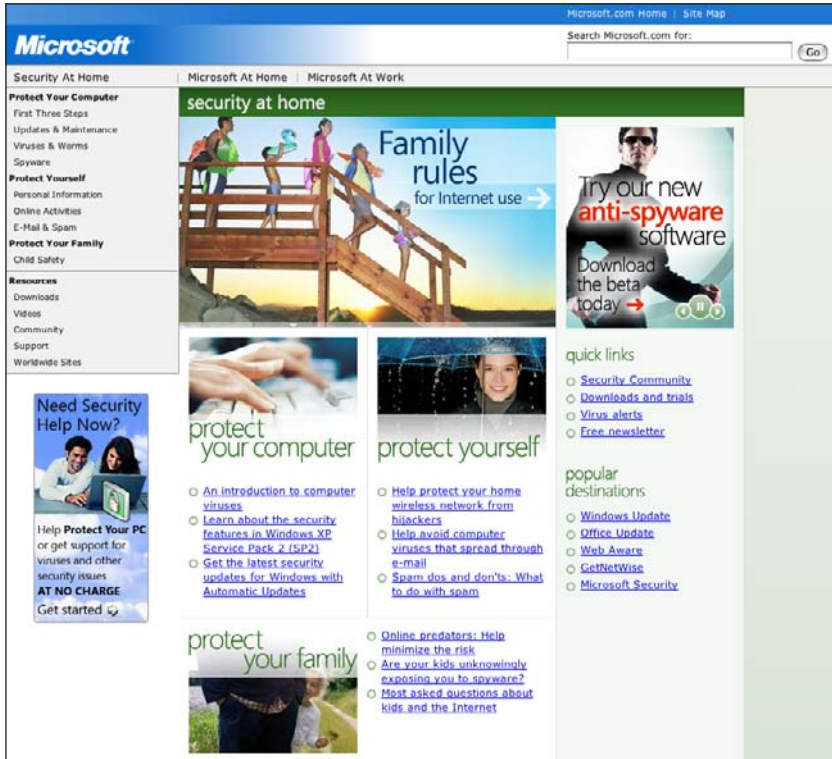 Microsoft.com Home | Site Map
Microsoft
Search Microsoft.com for:
Go
Security At Home | Microsoft At Home | Microsoft At Work
Protect Your Computer
First Three Steps
Updates & Maintenance
Viruses & Worms
Spyware
Protect Yourself
Personal Information
Online Activities
E-Mail & Spam
Protect Your Family
Child Safety
Resources
Downloads
Videos
Community
Support
Worldwide Sites
Need Security
Help Now?
Help Protect Your PC
or get support for
viruses and other
security issues
AT NO CHARGE
Get started
security at home
Family
rules
for Internet use
protect
your computer
An introduction to computer
viruses
Learn about the security
features in Windows XP
Service Pack 2 (SP2)
Get the latest security
updates for Windows with
Automatic Updates
protect yourself
Help protect your home
wireless network from
hijackers
Help avoid computer
viruses that spread through
e-mail
Spam dos and don'ts: What
to do with spam
protect
your family
Online predators: Help
minimize the risk
Are your kids unknowingly
exposing you to spyware?
Most asked questions about
kids and the Internet
Try our new
anti-spyware
software
Download
the beta
today
quick links
Security Community
Downloads and trials
Virus alerts
Free newsletter
popular
destinations
Windows Update
Office Update
Web Aware
GetNetWise
Microsoft Security